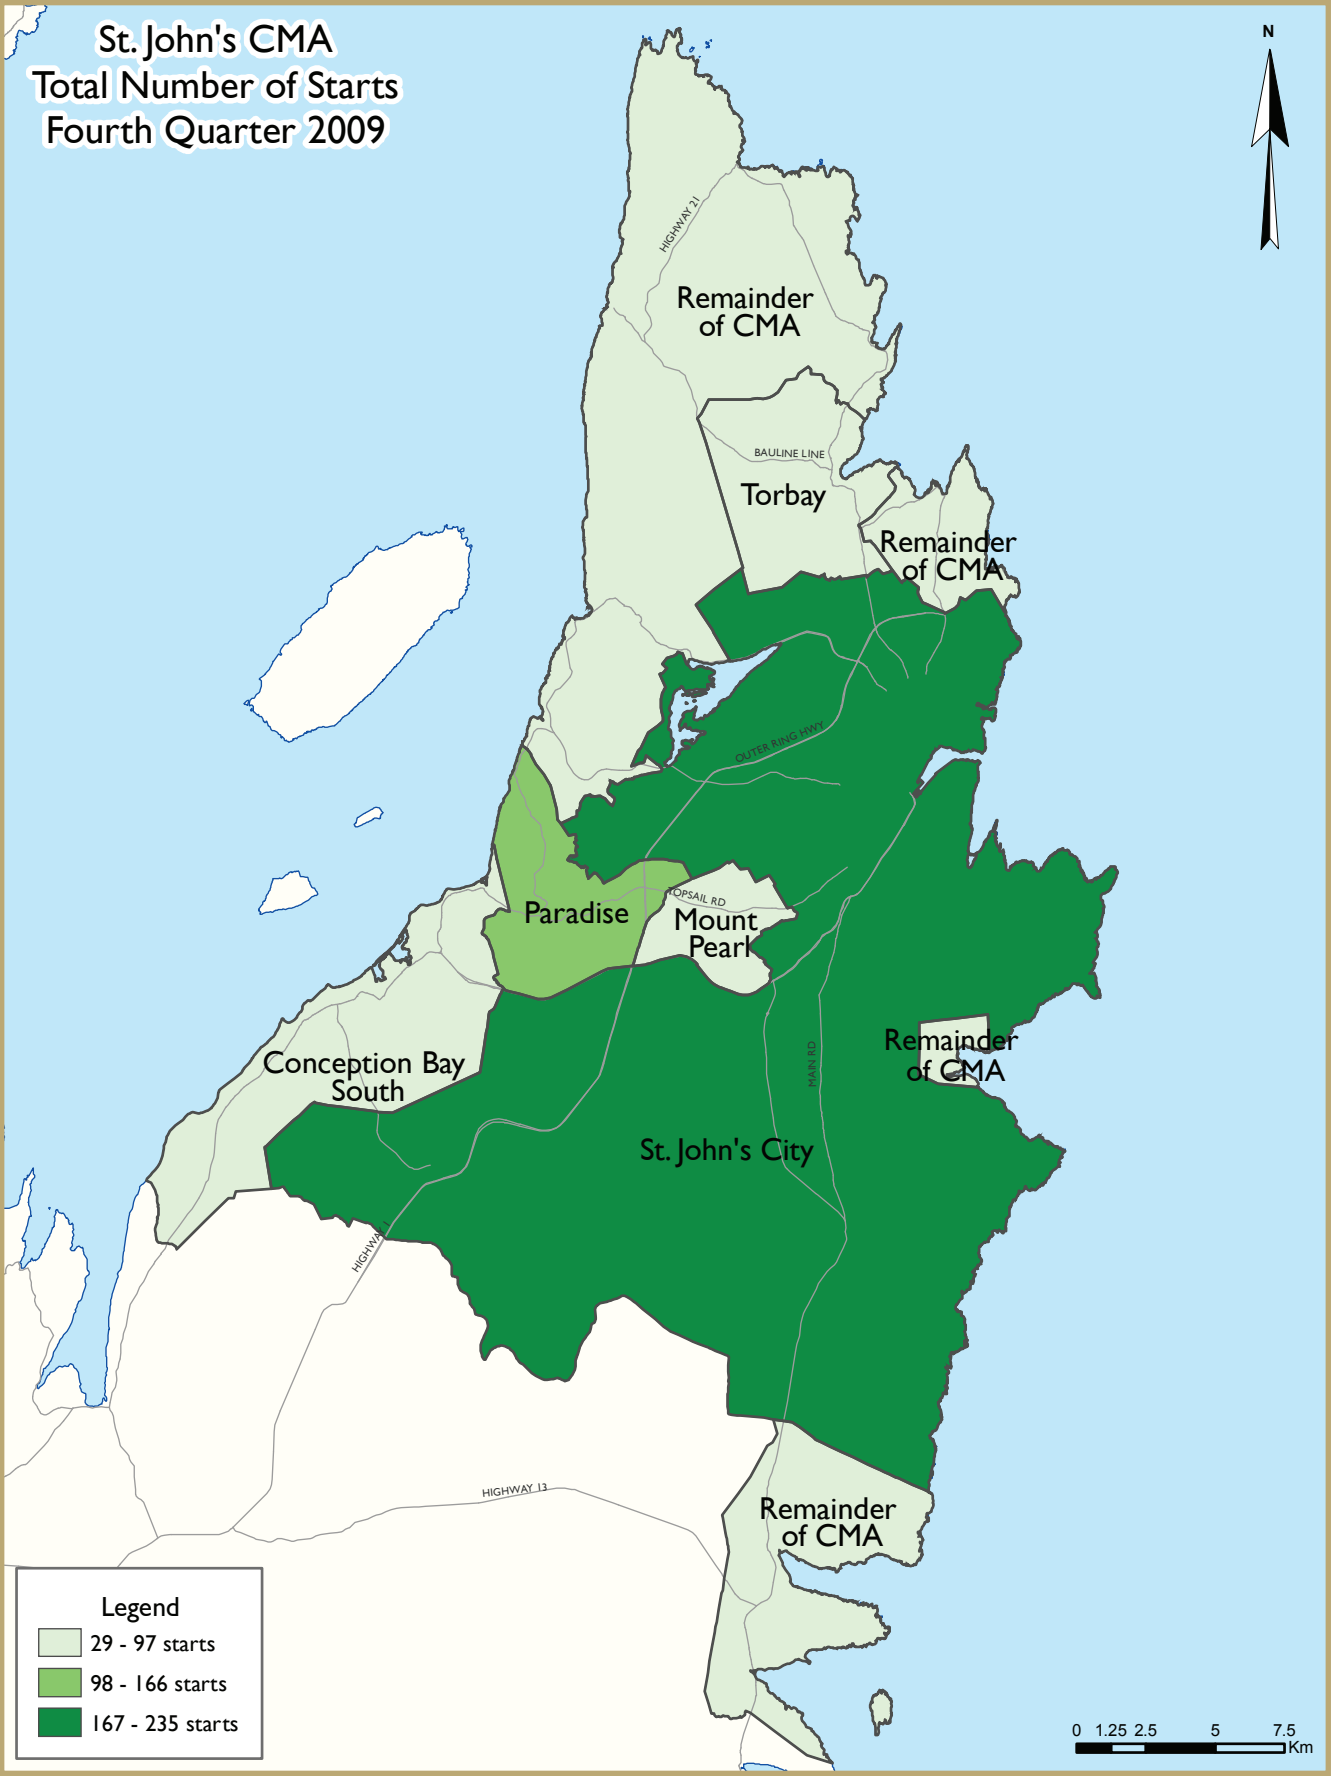 St. John's CMA
Total Number of Starts
Fourth Quarter 2009
N
HIGHWAY 21
Remainder
of CMA
BAULINE LINE
Torbay
Remainder
of CMA
OUTER RING HWY
TOPSAIL RD
Paradise
Mount
Pearl
Remainder
of CMA
MAIN RD
Conception Bay
South
St. John's City
HIGHWAY 1
HIGHWAY 13
Remainder
of CMA
Legend
29 - 97 starts
98 - 166 starts
167 - 235 starts
0 1.25 2.5 5 7.5
Km